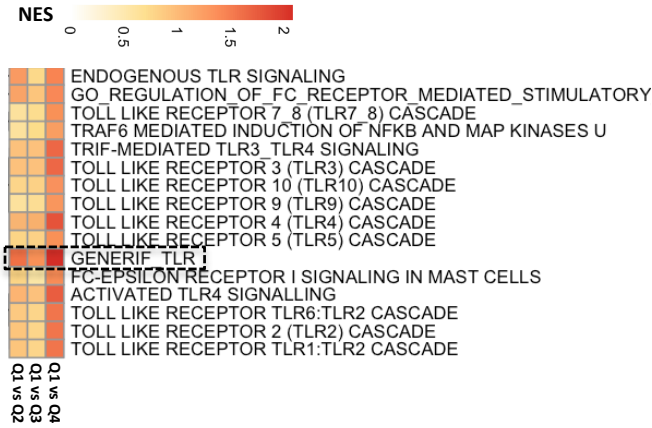 NES
0
0.5
1
1.5
2
ENDOGENOUS TLR SIGNALING
GO_REGULATION_OF_FC_RECEPTOR_MEDIATED_STIMULATORY
TOLL LIKE RECEPTOR 7_8 (TLR7_8) CASCADE
TRAF6 MEDIATED INDUCTION OF NFKB AND MAP KINASES U
TRIF-MEDIATED TLR3_TLR4 SIGNALING
TOLL LIKE RECEPTOR 3 (TLR3) CASCADE
TOLL LIKE RECEPTOR 10 (TLR10) CASCADE
TOLL LIKE RECEPTOR 9 (TLR9) CASCADE
TOLL LIKE RECEPTOR 4 (TLR4) CASCADE
TOLL LIKE RECEPTOR 5 (TLR5) CASCADE
GENERIF_TLR
FC-EPSILON RECEPTOR I SIGNALING IN MAST CELLS
ACTIVATED TLR4 SIGNALLING
TOLL LIKE RECEPTOR TLR6:TLR2 CASCADE
TOLL LIKE RECEPTOR 2 (TLR2) CASCADE
TOLL LIKE RECEPTOR TLR1:TLR2 CASCADE
Q1 vs Q2
Q1 vs Q3
Q1 vs Q4